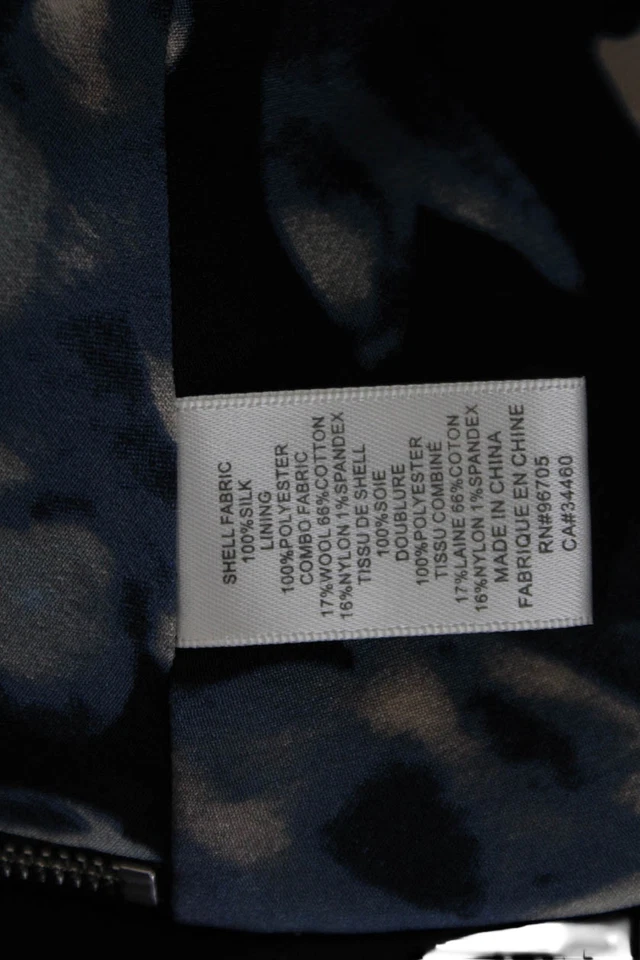 SHELL FABRIC
100%SILK
LINING
100%POLYESTER
COMBO FABRIC
17%WOOL 66%COTTON
16%NYLON 1%SPANDEX
TISSU DE SHELL
100%SOIE
DOUBLURE
100%POLYESTER
TISSU COMBINÉ
17%LAINE 66%COTON
16%NYLON 1%SPANDEX
MADE IN CHINA
FABRIQUE EN CHINE
RN#96705
CA#34460